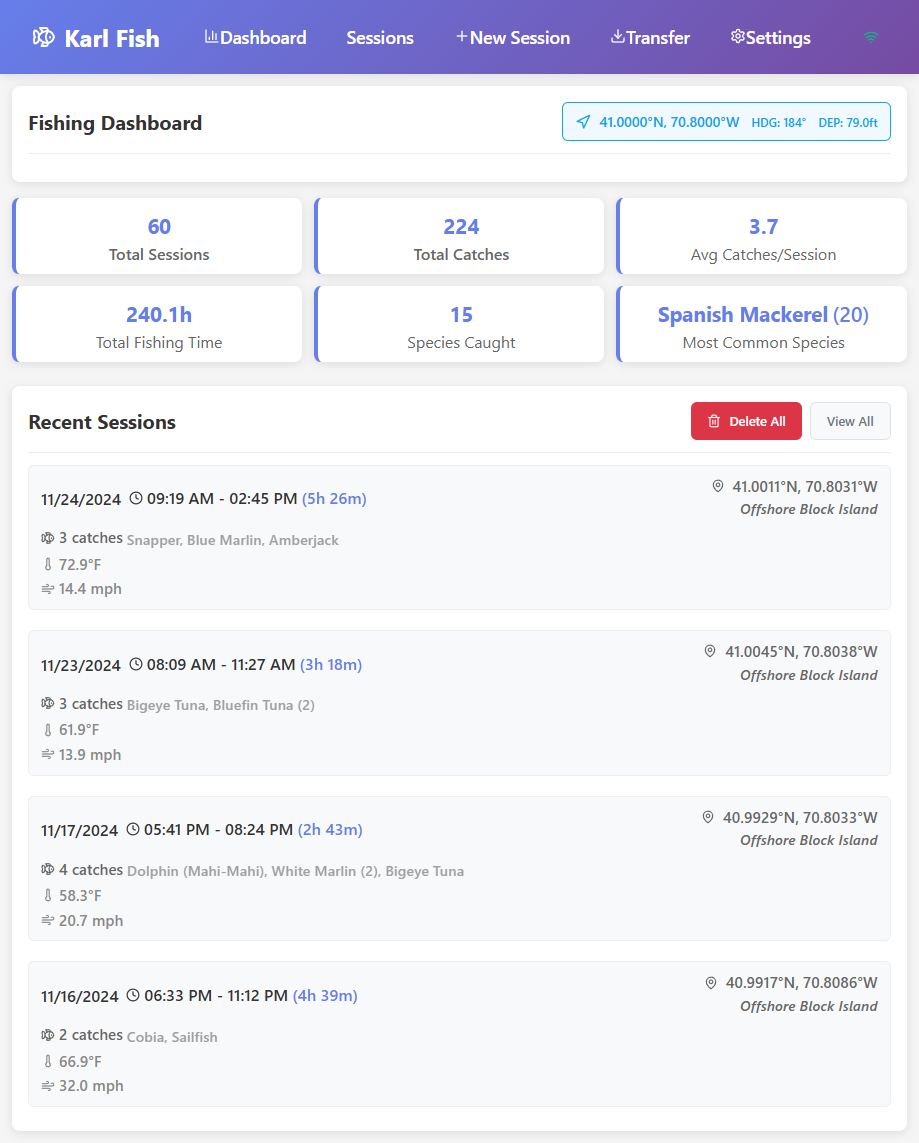 Karl Fish Dashboard Sessions +New Session Transfer Settings
Fishing Dashboard
41.0000°N, 70.8000°W HDG: 184° DEP: 79.0ft
60
Total Sessions
224
Total Catches
3.7
Avg Catches/Session
240.1h
Total Fishing Time
15
Species Caught
Spanish Mackerel (20)
Most Common Species
Recent Sessions
Delete All
View All
11/24/2024 09:19 AM - 02:45 PM (5h 26m)
41.0011°N, 70.8031°W
Offshore Block Island
3 catches Snapper, Blue Marlin, Amberjack
72.9°F
14.4 mph
11/23/2024 08:09 AM - 11:27 AM (3h 18m)
41.0045°N, 70.8038°W
Offshore Block Island
3 catches Bigeye Tuna, Bluefin Tuna (2)
61.9°F
13.9 mph
11/17/2024 05:41 PM - 08:24 PM (2h 43m)
40.9929°N, 70.8033°W
Offshore Block Island
4 catches Dolphin (Mahi-Mahi), White Marlin (2), Bigeye Tuna
58.3°F
20.7 mph
11/16/2024 06:33 PM - 11:12 PM (4h 39m)
40.9917°N, 70.8086°W
Offshore Block Island
2 catches Cobia, Sailfish
66.9°F
32.0 mph